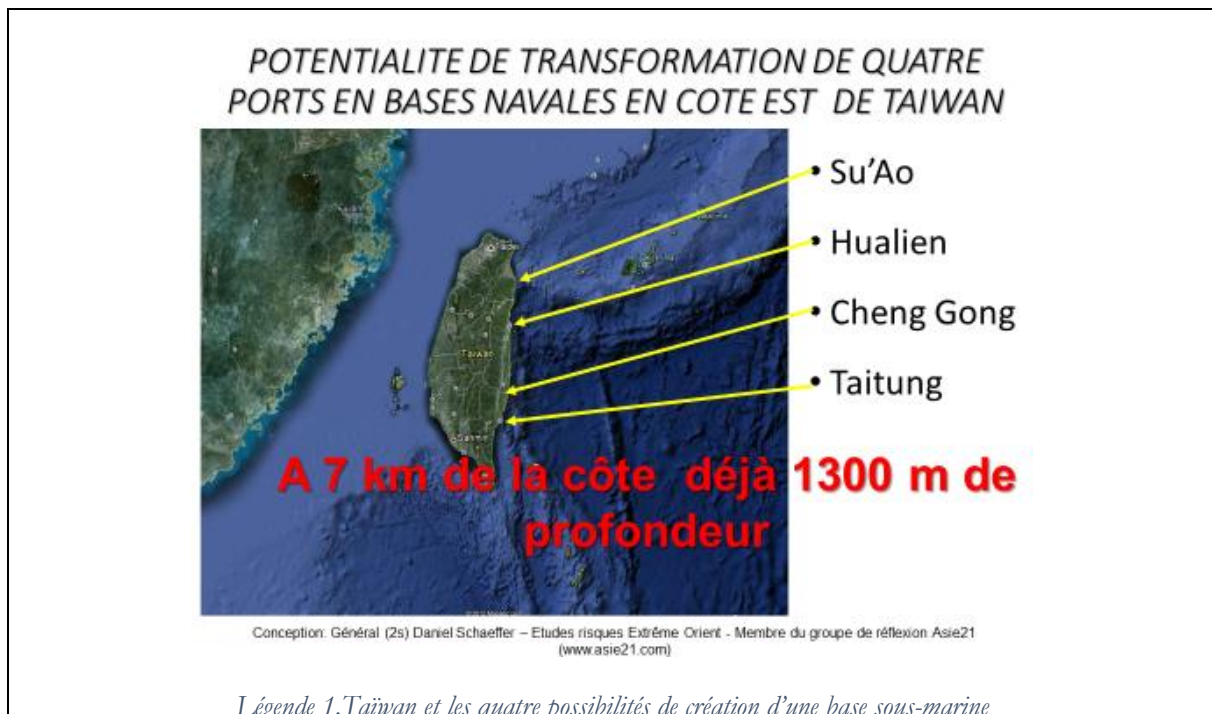 POTENTIALITE DE TRANSFORMATION DE QUATRE
PORTS EN BASES NAVALES EN COTE EST DE TAIWAN
• Su'Ao
• Hualien
• Cheng Gong
• Taitung
Taiwan
A 7 km de la côte déjà 1300 m de
profondeur
Conception: Général (2s) Daniel Schaeffer – Etudes risques Extrême Orient - Membre du groupe de réflexion Asie21
(www.asie21.com)
Légende 1.Taïwan et les quatre possibilités de création d'une base sous-marine